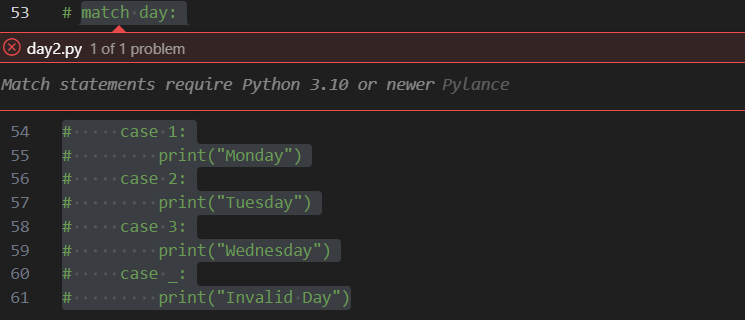 53 # match day:
day2.py 1 of 1 problem
Match statements require Python 3.10 or newer Pylance
54 #     case 1:
55 #         print("Monday")
56 #     case 2:
57 #         print("Tuesday")
58 #     case 3:
59 #         print("Wednesday")
60 #     case _:
61 #         print("Invalid Day")